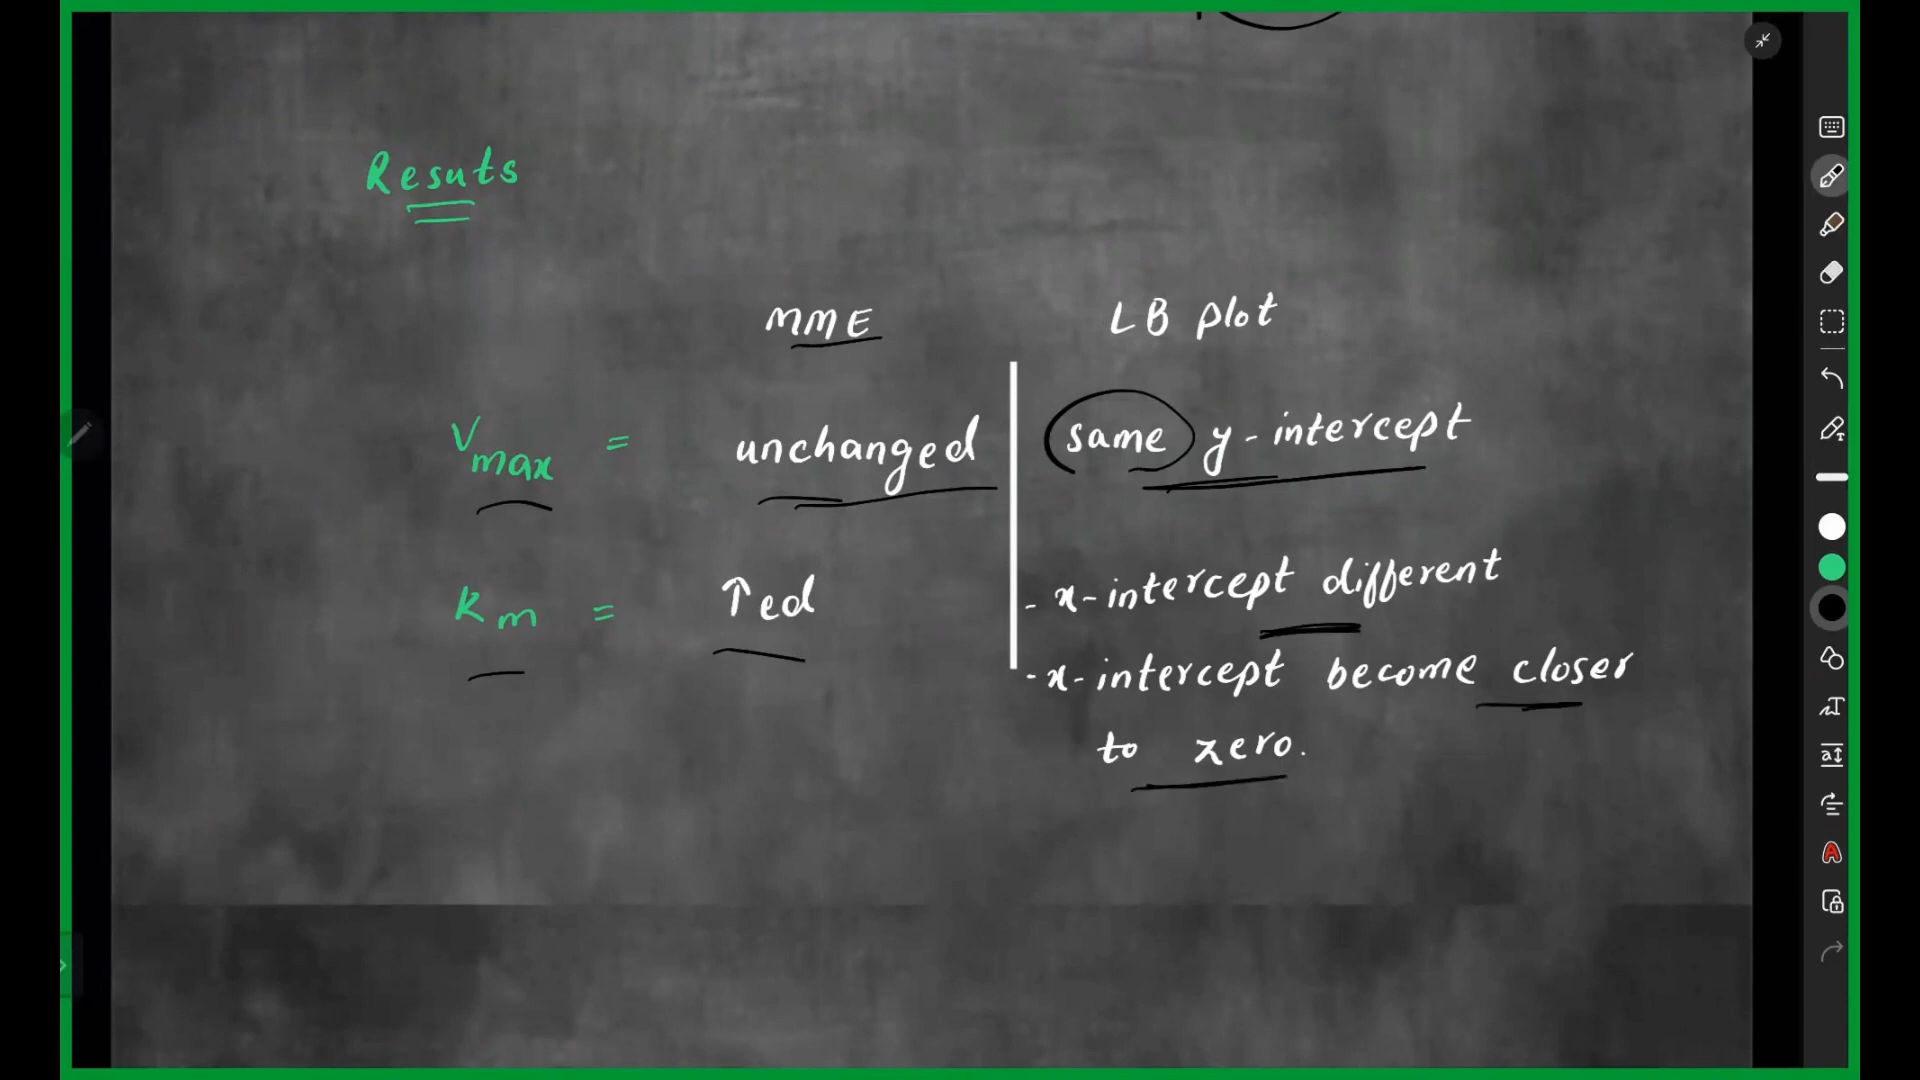 Resuts
MME LB plot
Vmax = unchanged same y-intercept
Km = ↑ed - x-intercept different
- x-intercept become closer
to zero.